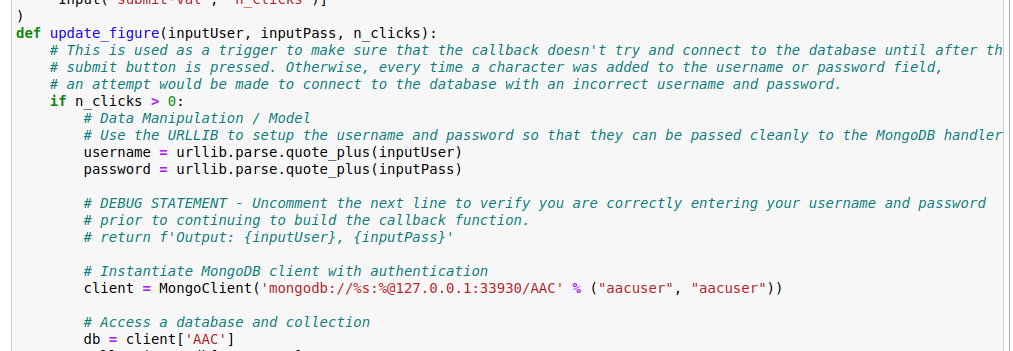 Input('submit-val', 'n_clicks')]
)
def update_figure(inputUser, inputPass, n_clicks):
# This is used as a trigger to make sure that the callback doesn't try and connect to the database until after th
# submit button is pressed. Otherwise, every time a character was added to the username or password field,
# an attempt would be made to connect to the database with an incorrect username and password.
if n_clicks > 0:
# Data Manipulation / Model
# Use the URLLIB to setup the username and password so that they can be passed cleanly to the MongoDB handler
username = urllib.parse.quote_plus(inputUser)
password = urllib.parse.quote_plus(inputPass)
# DEBUG STATEMENT - Uncomment the next line to verify you are correctly entering your username and password
# prior to continuing to build the callback function.
# return f'Output: {inputUser}, {inputPass}'
# Instantiate MongoDB client with authentication
client = MongoClient('mongodb://%s:%@127.0.0.1:33930/AAC' % ("aacuser", "aacuser"))
# Access a database and collection
db = client['AAC']